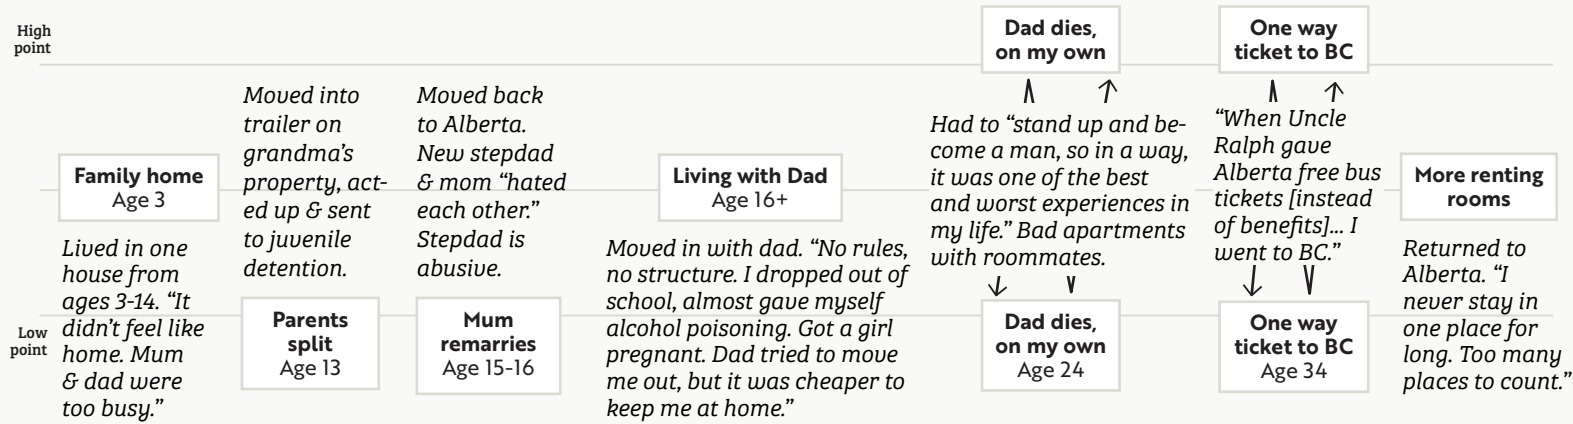 High
point
Low
point
Family home
Age 3
Lived in one
house from
ages 3-14. “It
didn’t feel like
home. Mum
& dad were
too busy.”
Moved into
trailer on
grandma’s
property, act-
ed up & sent
to juvenile
detention.
Parents
split
Age 13
Moved back
to Alberta.
New stepdad
& mom “hated
each other.”
Stepdad is
abusive.
Mum
remarries
Age 15-16
Living with Dad
Age 16+
Moved in with dad. “No rules,
no structure. I dropped out of
school, almost gave myself
alcohol poisoning. Got a girl
pregnant. Dad tried to move
me out, but it was cheaper to
keep me at home.”
Dad dies,
on my own
Had to “stand up and be-
come a man, so in a way,
it was one of the best
and worst experiences in
my life.” Bad apartments
with roommates.
Dad dies,
on my own
Age 24
One way
ticket to BC
“When Uncle
Ralph gave
Alberta free bus
tickets [instead
of benefits]... I
went to BC.”
One way
ticket to BC
Age 34
More renting
rooms
Returned to
Alberta. “I
never stay in
one place for
long. Too many
places to count.”